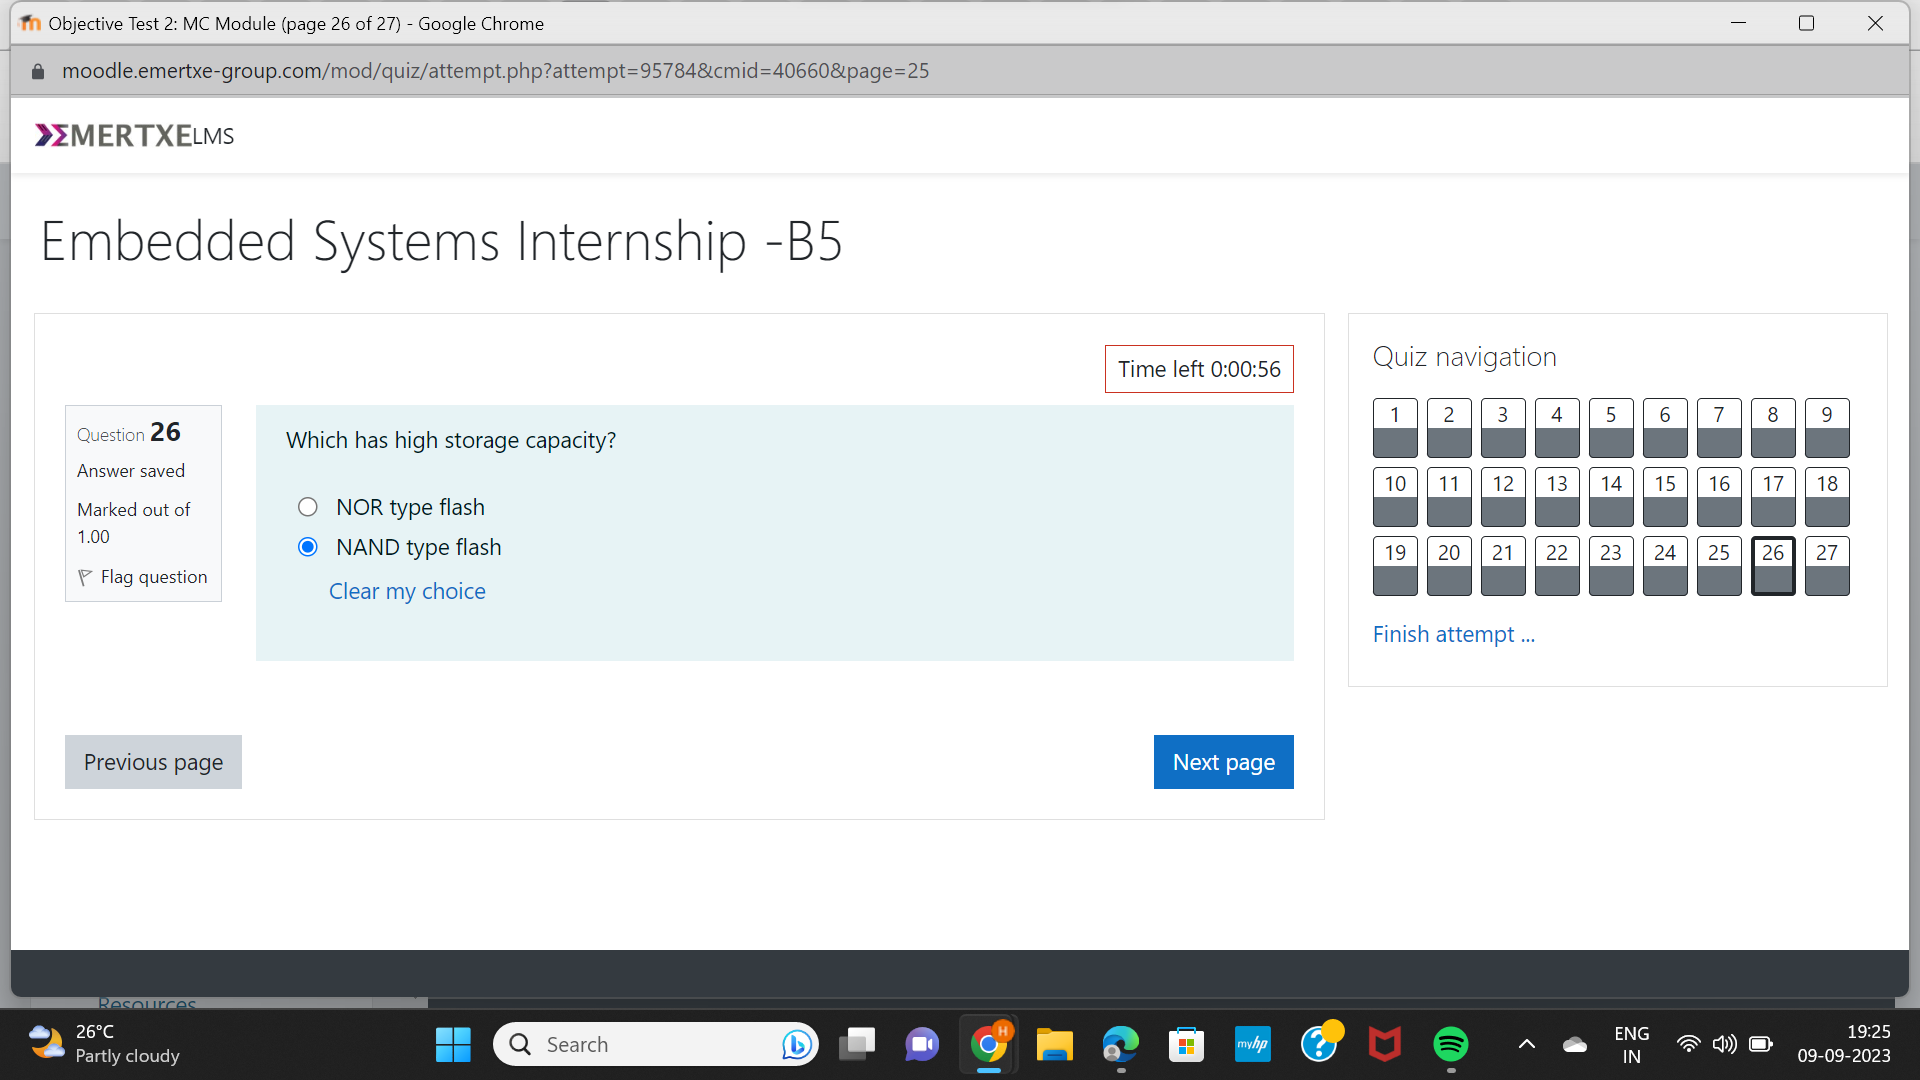 Objective Test 2: MC Module (page 26 of 27) - Google Chrome
moodle.emertxe-group.com/mod/quiz/attempt.php?attempt=95784&cmid=40660&page=25
EMERTXE LMS
Embedded Systems Internship -B5
Time left 0:00:56
Question 26
Answer saved
Marked out of
1.00
Flag question
Which has high storage capacity?
NOR type flash
NAND type flash
Clear my choice
Previous page
Next page
Quiz navigation
1 2 3 4 5 6 7 8 9
10 11 12 13 14 15 16 17 18
19 20 21 22 23 24 25 26 27
Finish attempt ...
Resources
26°C
Partly cloudy
Search
H
myhp
ENG
IN
19:25
09-09-2023